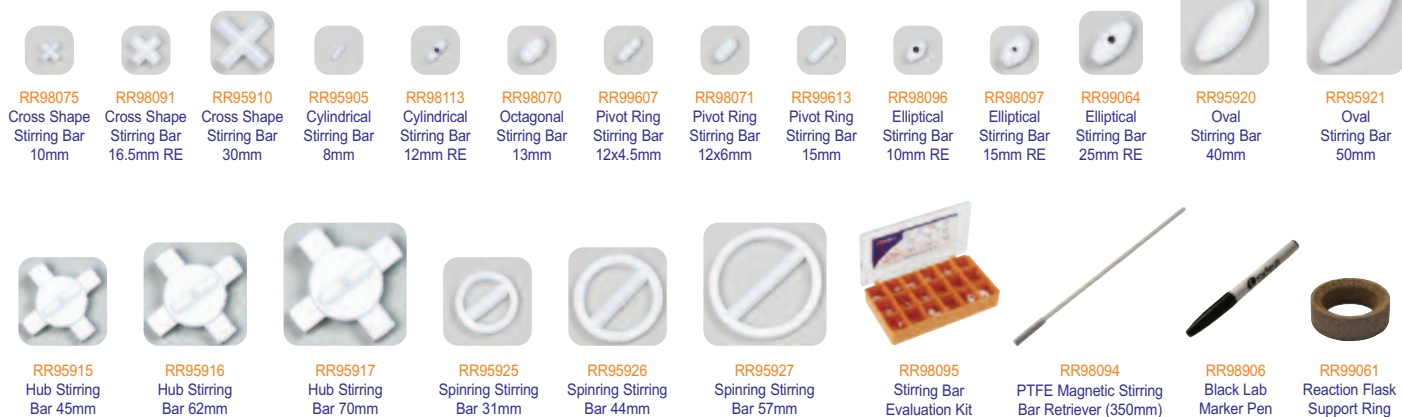 RR98075
Cross Shape
Stirring Bar
10mm
RR98091
Cross Shape
Stirring Bar
16.5mm RE
RR95910
Cross Shape
Stirring Bar
30mm
RR95905
Cylindrical
Stirring Bar
8mm
RR98113
Cylindrical
Stirring Bar
12mm RE
RR98070
Octagonal
Stirring Bar
13mm
RR99607
Pivot Ring
Stirring Bar
12x4.5mm
RR98071
Pivot Ring
Stirring Bar
12x6mm
RR99613
Pivot Ring
Stirring Bar
15mm
RR98096
Elliptical
Stirring Bar
10mm RE
RR98097
Elliptical
Stirring Bar
15mm RE
RR99064
Elliptical
Stirring Bar
25mm RE
RR95920
Oval
Stirring Bar
40mm
RR95921
Oval
Stirring Bar
50mm
RR95915
Hub Stirring
Bar 45mm
RR95916
Hub Stirring
Bar 62mm
RR95917
Hub Stirring
Bar 70mm
RR95925
Spinring Stirring
Bar 31mm
RR95926
Spinring Stirring
Bar 44mm
RR95927
Spinring Stirring
Bar 57mm
RR98095
Stirring Bar
Evaluation Kit
RR98094
PTFE Magnetic Stirring
Bar Retriever (350mm)
RR98906
Black Lab
Marker Pen
RR99061
Reaction Flask
Support Ring